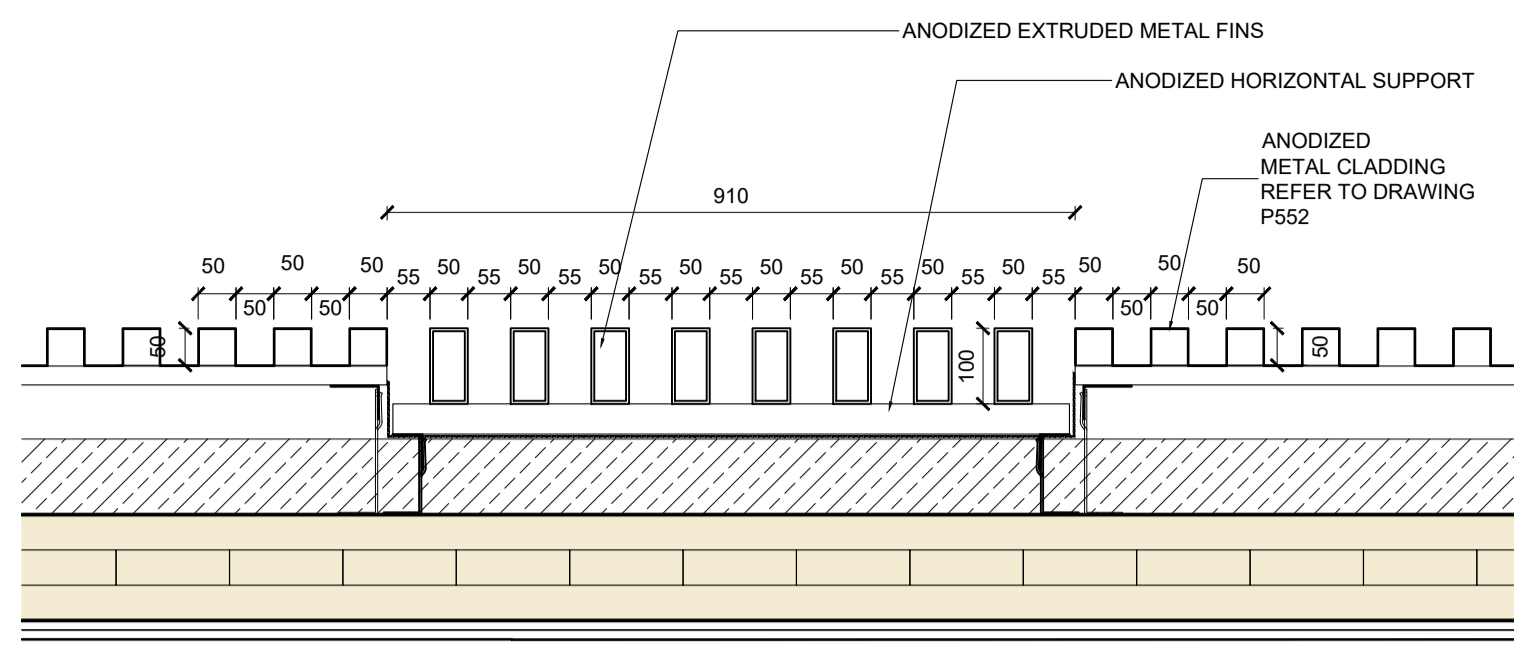 ANODIZED EXTRUDED METAL FINS
ANODIZED HORIZONTAL SUPPORT
ANODIZED
METAL CLADDING
REFER TO DRAWING
P552
910
50 50 50 55 50 55 50 55 50 55 50 55 50 55 50 55 50 55 50 55 50 50 50
50 50 50 50
50 100 50